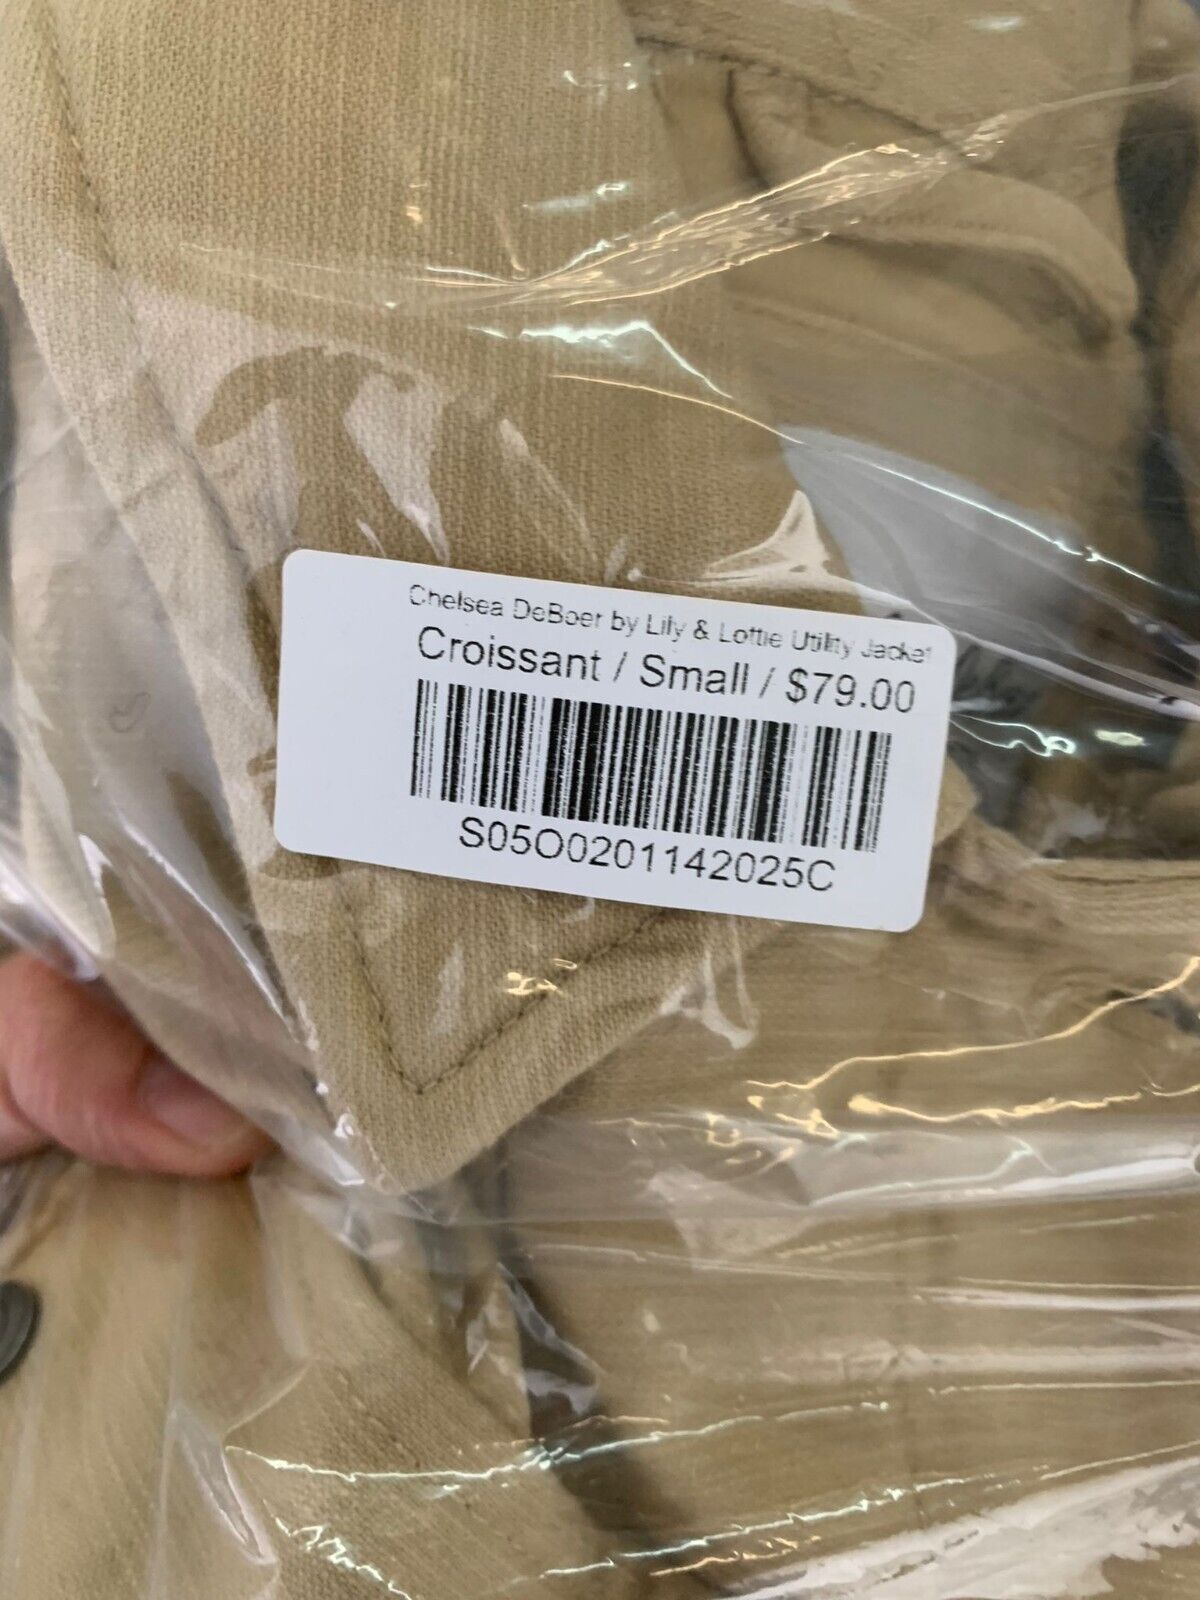 Chelsea DeBoer by Lily & Lottie Utility Jacket
Croissant / Small / $79.00
S05O0201142025C